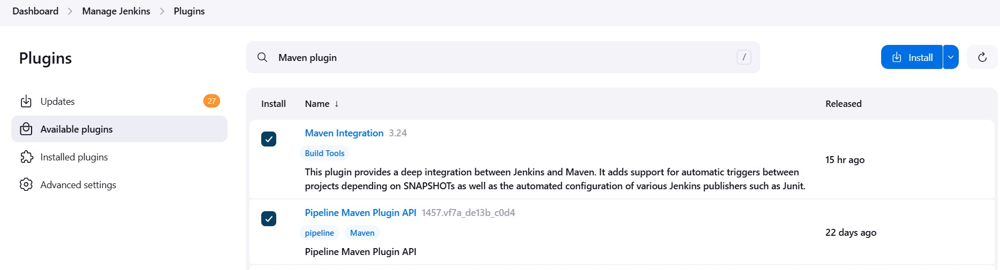 Dashboard > Manage Jenkins > Plugins
Plugins
Maven plugin /
Install
Updates 27
Available plugins
Installed plugins
Advanced settings
Install Name ↓ Released
Maven Integration 3.24
Build Tools
15 hr ago
This plugin provides a deep integration between Jenkins and Maven. It adds support for automatic triggers between
projects depending on SNAPSHOTs as well as the automated configuration of various Jenkins publishers such as Junit.
Pipeline Maven Plugin API 1457.vf7a_de13b_c0d4
pipeline Maven
22 days ago
Pipeline Maven Plugin API